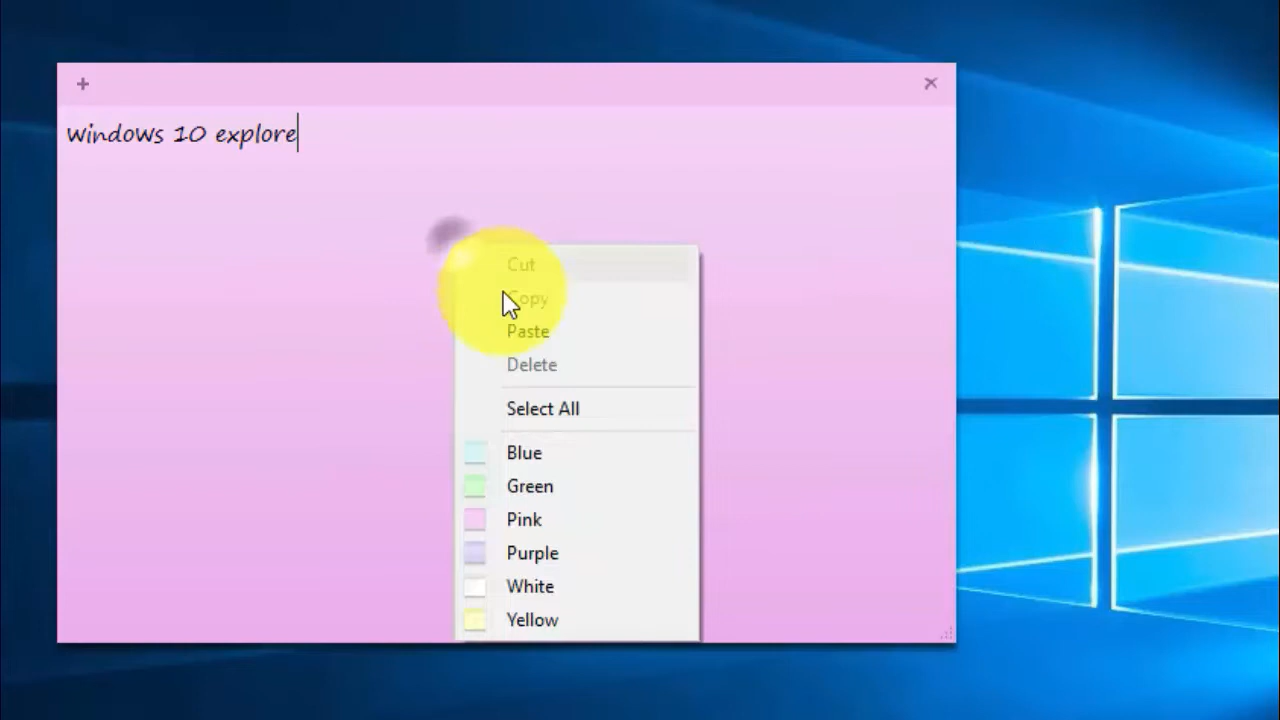 +
windows 10 explore
Cut
Copy
Paste
Delete
Select All
Blue
Green
Pink
Purple
White
Yellow